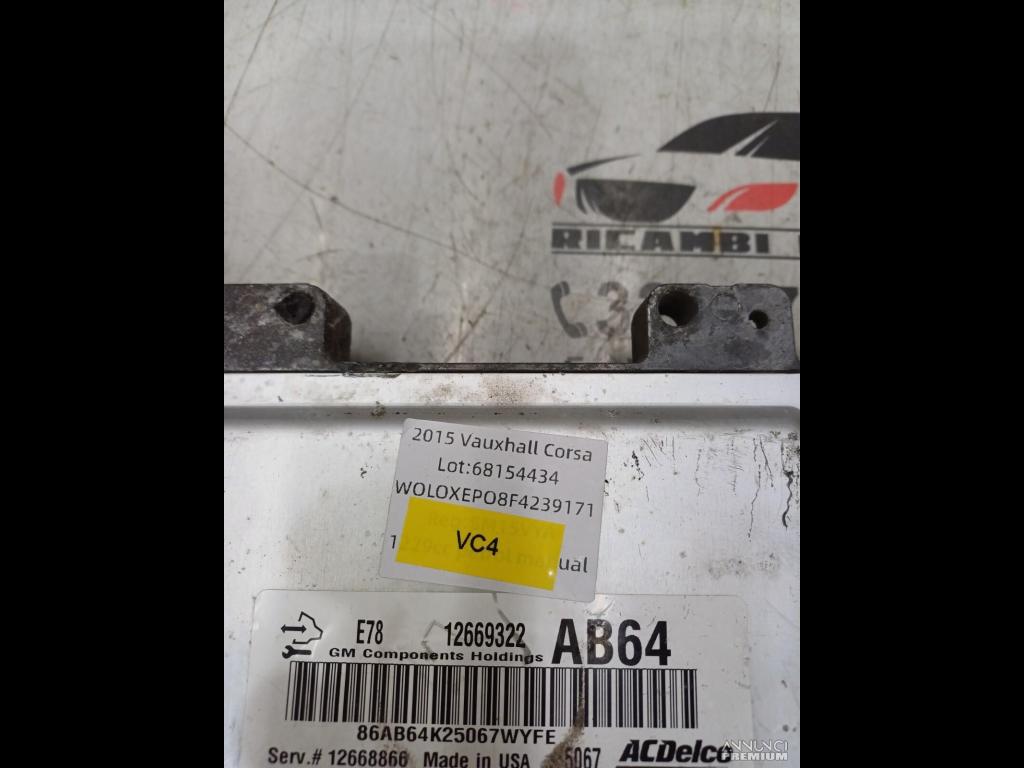 RICAMBI
2015 Vauxhall Corsa
Lot:68154434
WOLOXEPO8F4239171
VC4
manual
E78 12669322 AB64
GM Components Holdings
86AB64K25067WYFE
Serv.# 12668866 Made in USA 5067 ACDelco
ANNUNCI
PREMIUM